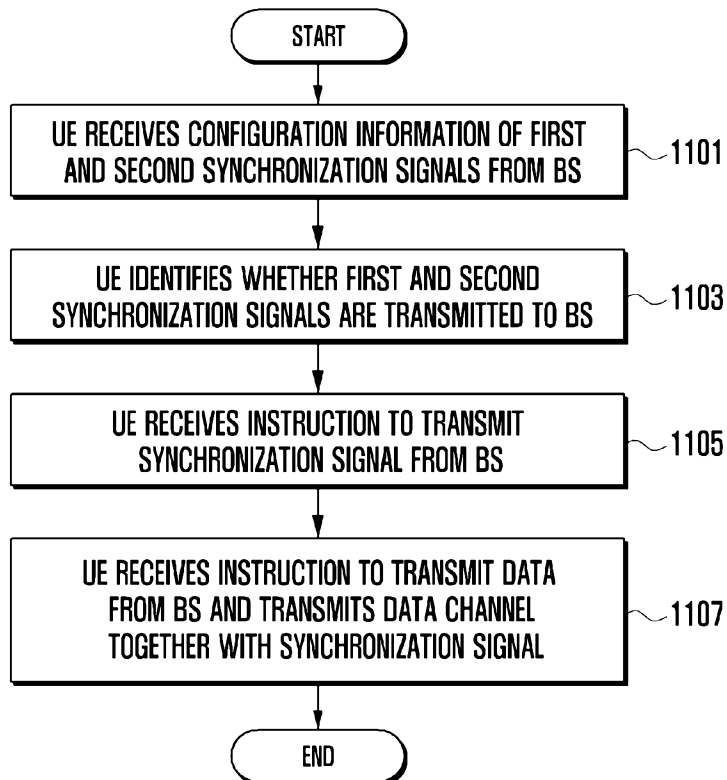 START
UE RECEIVES CONFIGURATION INFORMATION OF FIRST
AND SECOND SYNCHRONIZATION SIGNALS FROM BS
1101
UE IDENTIFIES WHETHER FIRST AND SECOND
SYNCHRONIZATION SIGNALS ARE TRANSMITTED TO BS
1103
UE RECEIVES INSTRUCTION TO TRANSMIT
SYNCHRONIZATION SIGNAL FROM BS
1105
UE RECEIVES INSTRUCTION TO TRANSMIT DATA
FROM BS AND TRANSMITS DATA CHANNEL
TOGETHER WITH SYNCHRONIZATION SIGNAL
1107
END